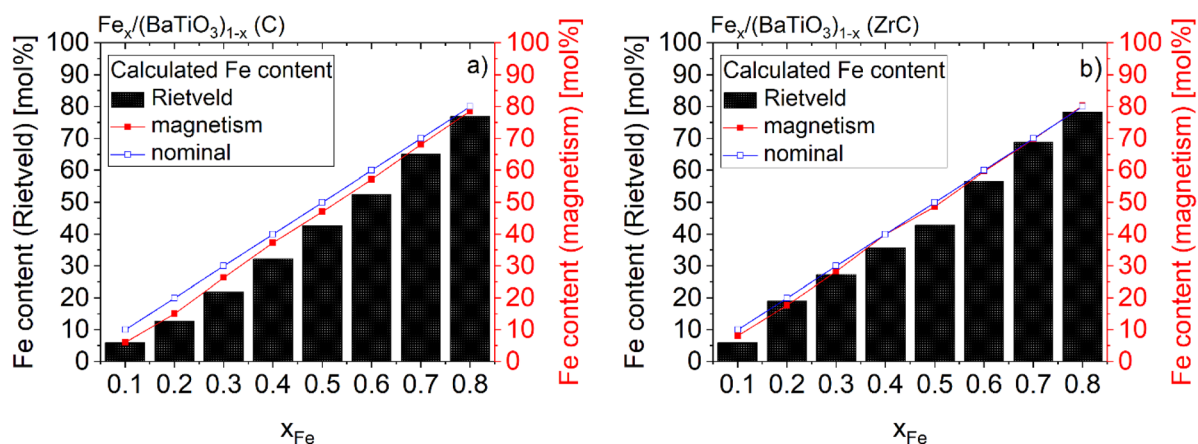 Feₓ/(BaTiO₃)₁₋ₓ (C)
100
90
80
70
60
50
40
30
20
10
0
Fe content (Rietveld) [mol%]
Calculated Fe content
Rietveld
magnetism
nominal
a)
100
90
80
70
60
50
40
30
20
10
0
Fe content (magnetism) [mol%]
0.1 0.2 0.3 0.4 0.5 0.6 0.7 0.8
x_Fe
Feₓ/(BaTiO₃)₁₋ₓ (ZrC)
100
90
80
70
60
50
40
30
20
10
0
Fe content (Rietveld) [mol%]
Calculated Fe content
Rietveld
magnetism
nominal
b)
100
90
80
70
60
50
40
30
20
10
0
Fe content (magnetism) [mol%]
0.1 0.2 0.3 0.4 0.5 0.6 0.7 0.8
x_Fe